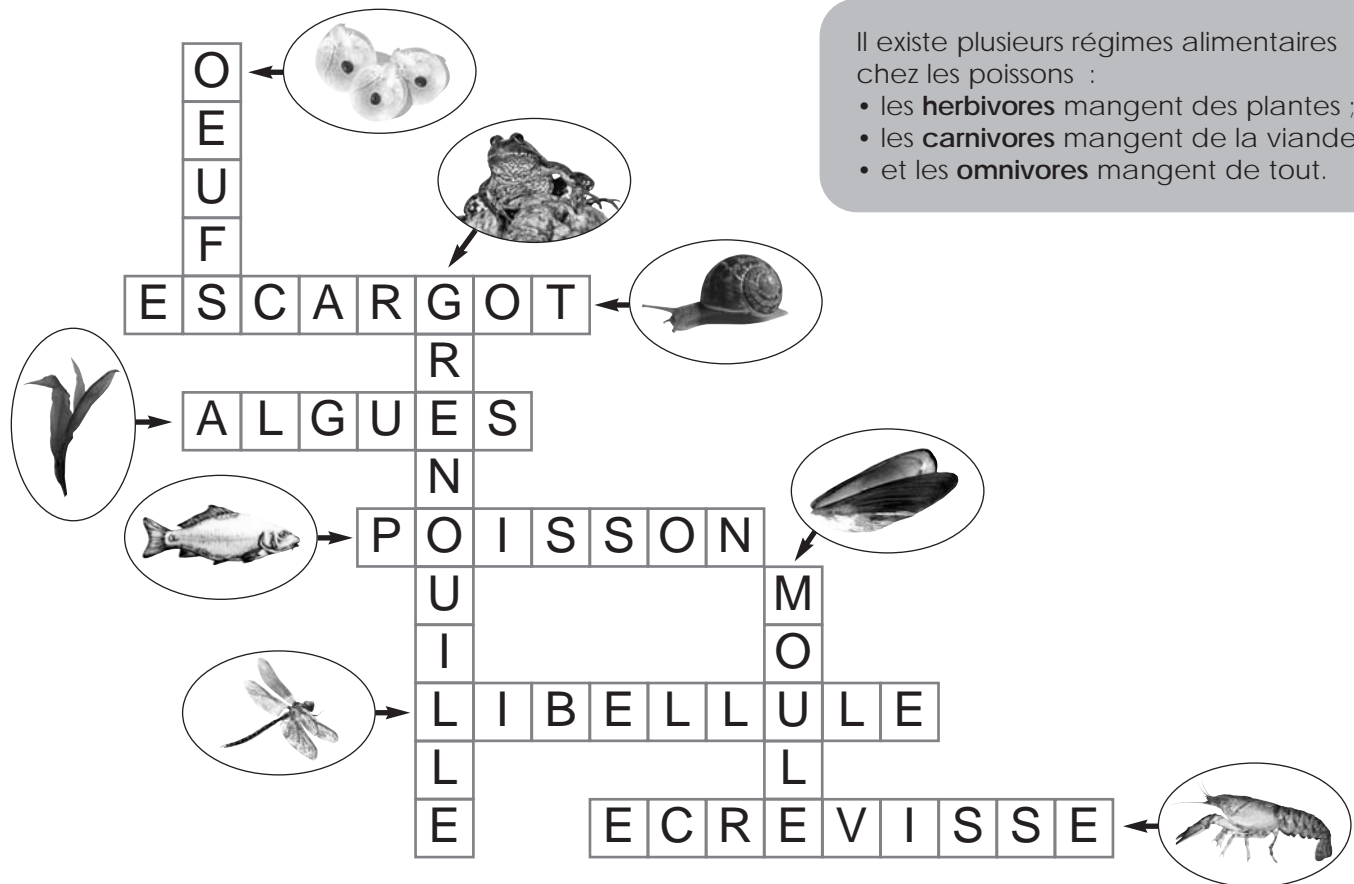 Il existe plusieurs régimes alimentaires
chez les poissons :
• les herbivores mangent des plantes ;
• les carnivores mangent de la viande
• et les omnivores mangent de tout.
OEUFS
ESCARGOT
GRENOUILLE
ALGUES
POISSON
MOULE
LIBELLULE
ECREVISSE